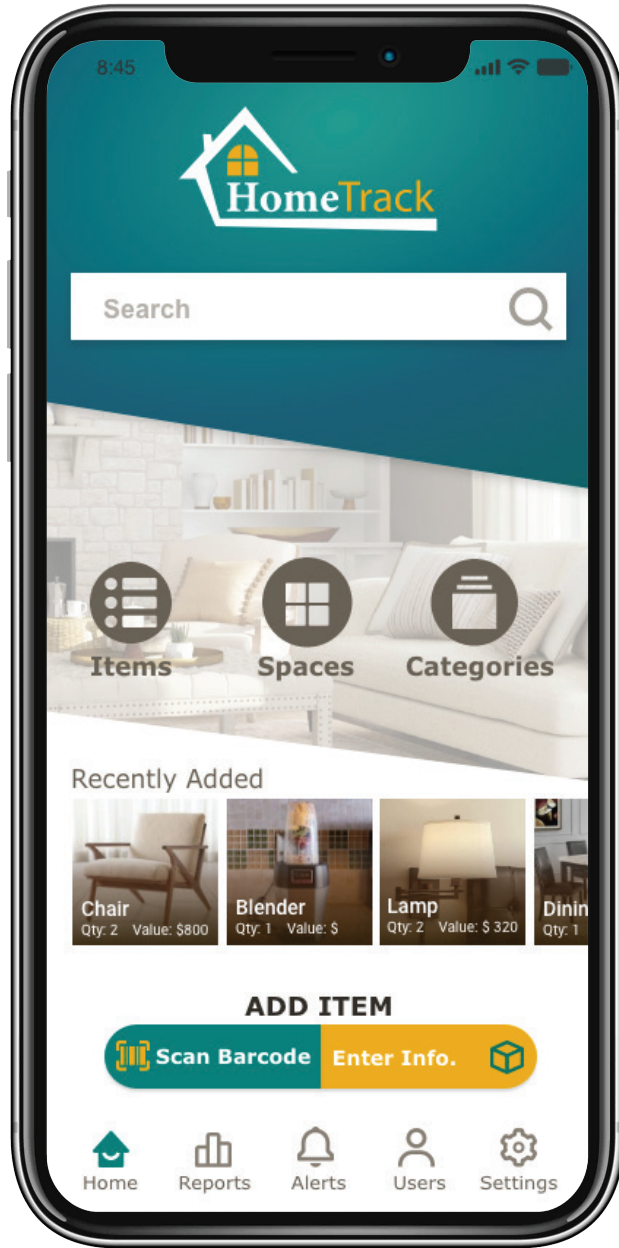 8:45
HomeTrack
Search
Items Spaces Categories
Recently Added
Chair
Qty: 2 Value: $800
Blender
Qty: 1 Value: $
Lamp
Qty: 2 Value: $ 320
Dinin
Qty: 1
ADD ITEM
Scan Barcode Enter Info.
Home Reports Alerts Users Settings